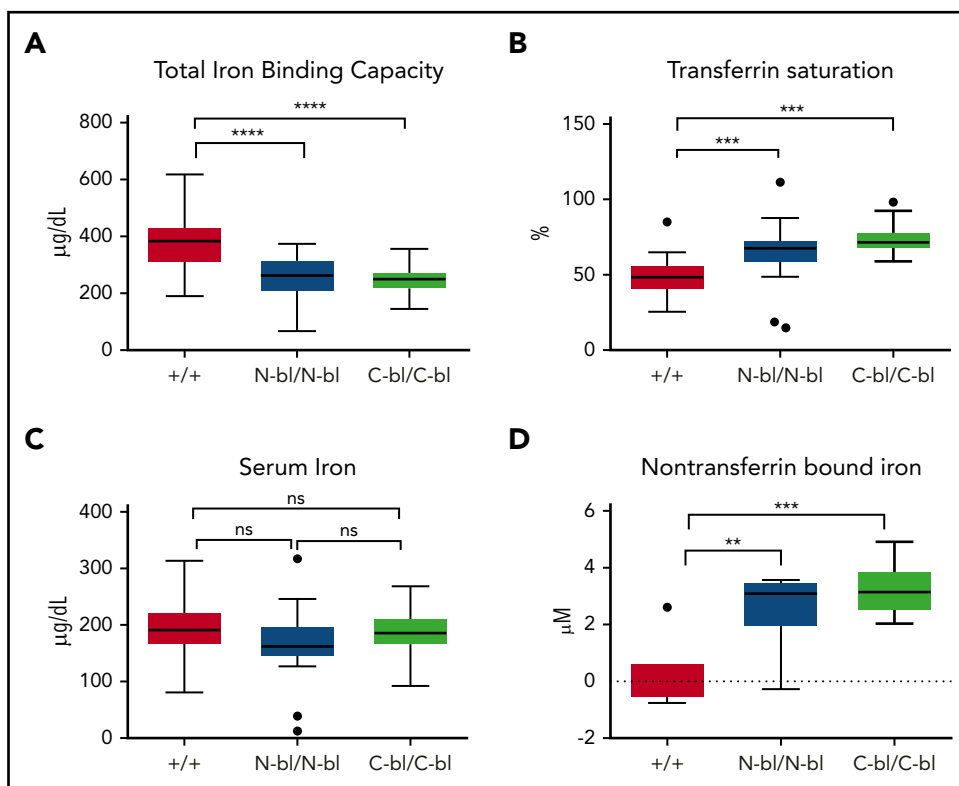 A
Total Iron Binding Capacity
****
****
800
600
400
200
0
µg/dL
+/+
N-bl/N-bl
C-bl/C-bl
B
Transferrin saturation
***
***
150
100
50
0
%
+/+
N-bl/N-bl
C-bl/C-bl
C
Serum Iron
ns
ns
ns
400
300
200
100
0
µg/dL
+/+
N-bl/N-bl
C-bl/C-bl
D
Nontransferrin bound iron
***
**
6
4
2
0
-2
µM
+/+
N-bl/N-bl
C-bl/C-bl